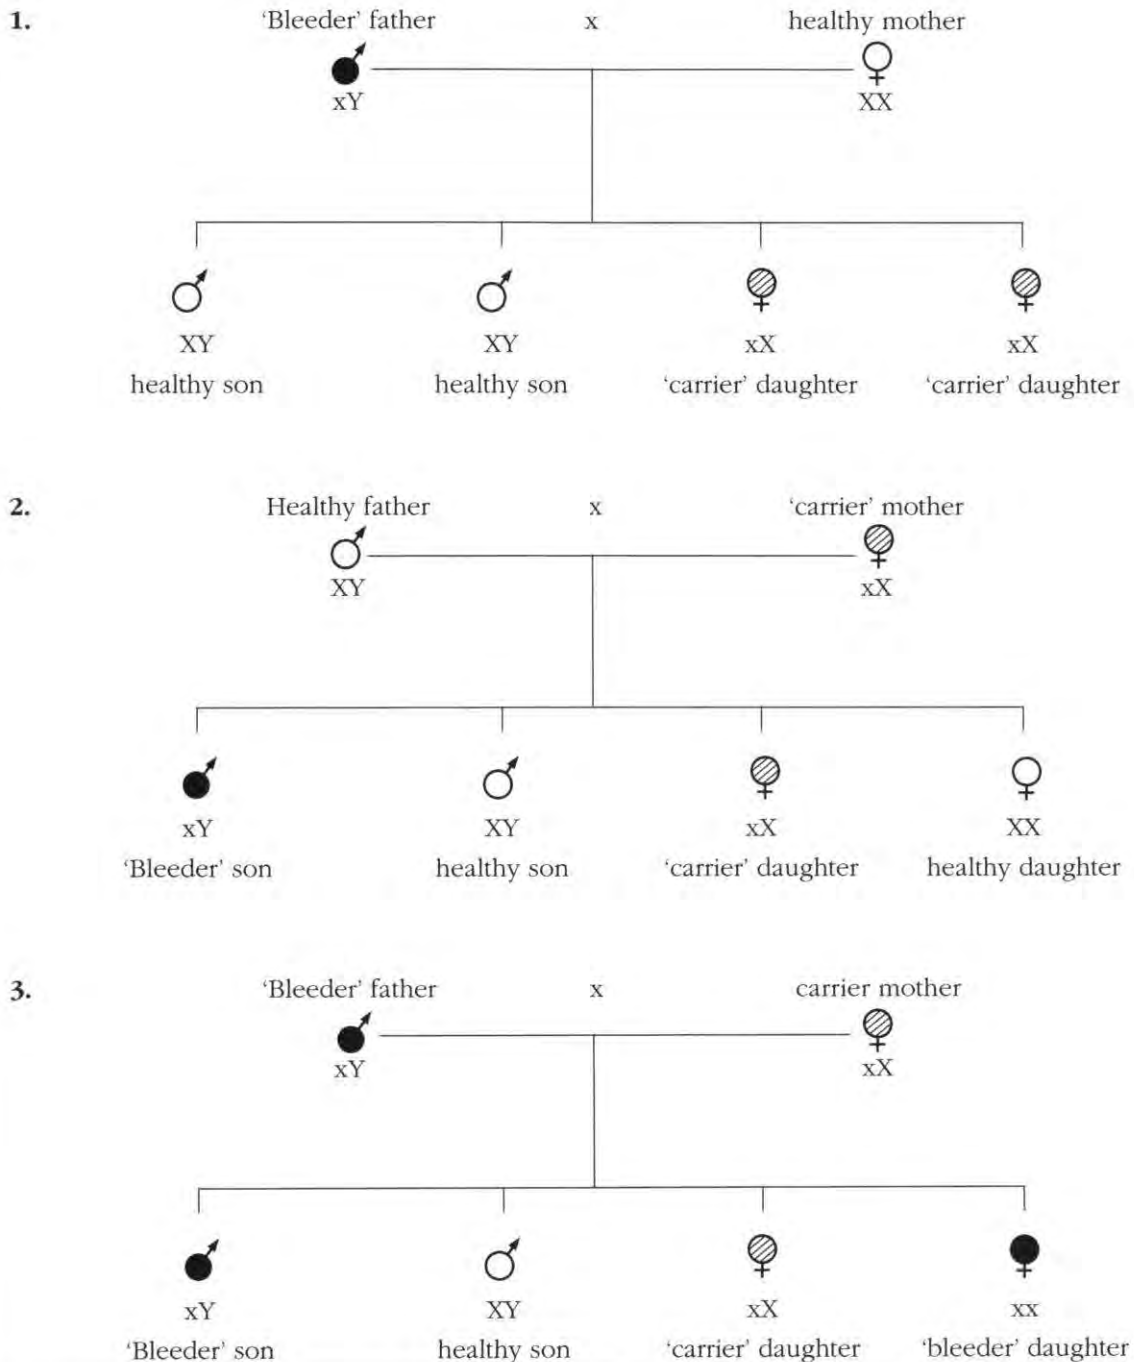 1. 'Bleeder' father x healthy mother
xY XX
XY XY xX xX
healthy son healthy son 'carrier' daughter 'carrier' daughter
2. Healthy father x 'carrier' mother
XY xX
xY XY xX XX
'Bleeder' son healthy son 'carrier' daughter healthy daughter
3. 'Bleeder' father x carrier mother
xY xX
xY XY xX xx
'Bleeder' son healthy son 'carrier' daughter 'bleeder' daughter